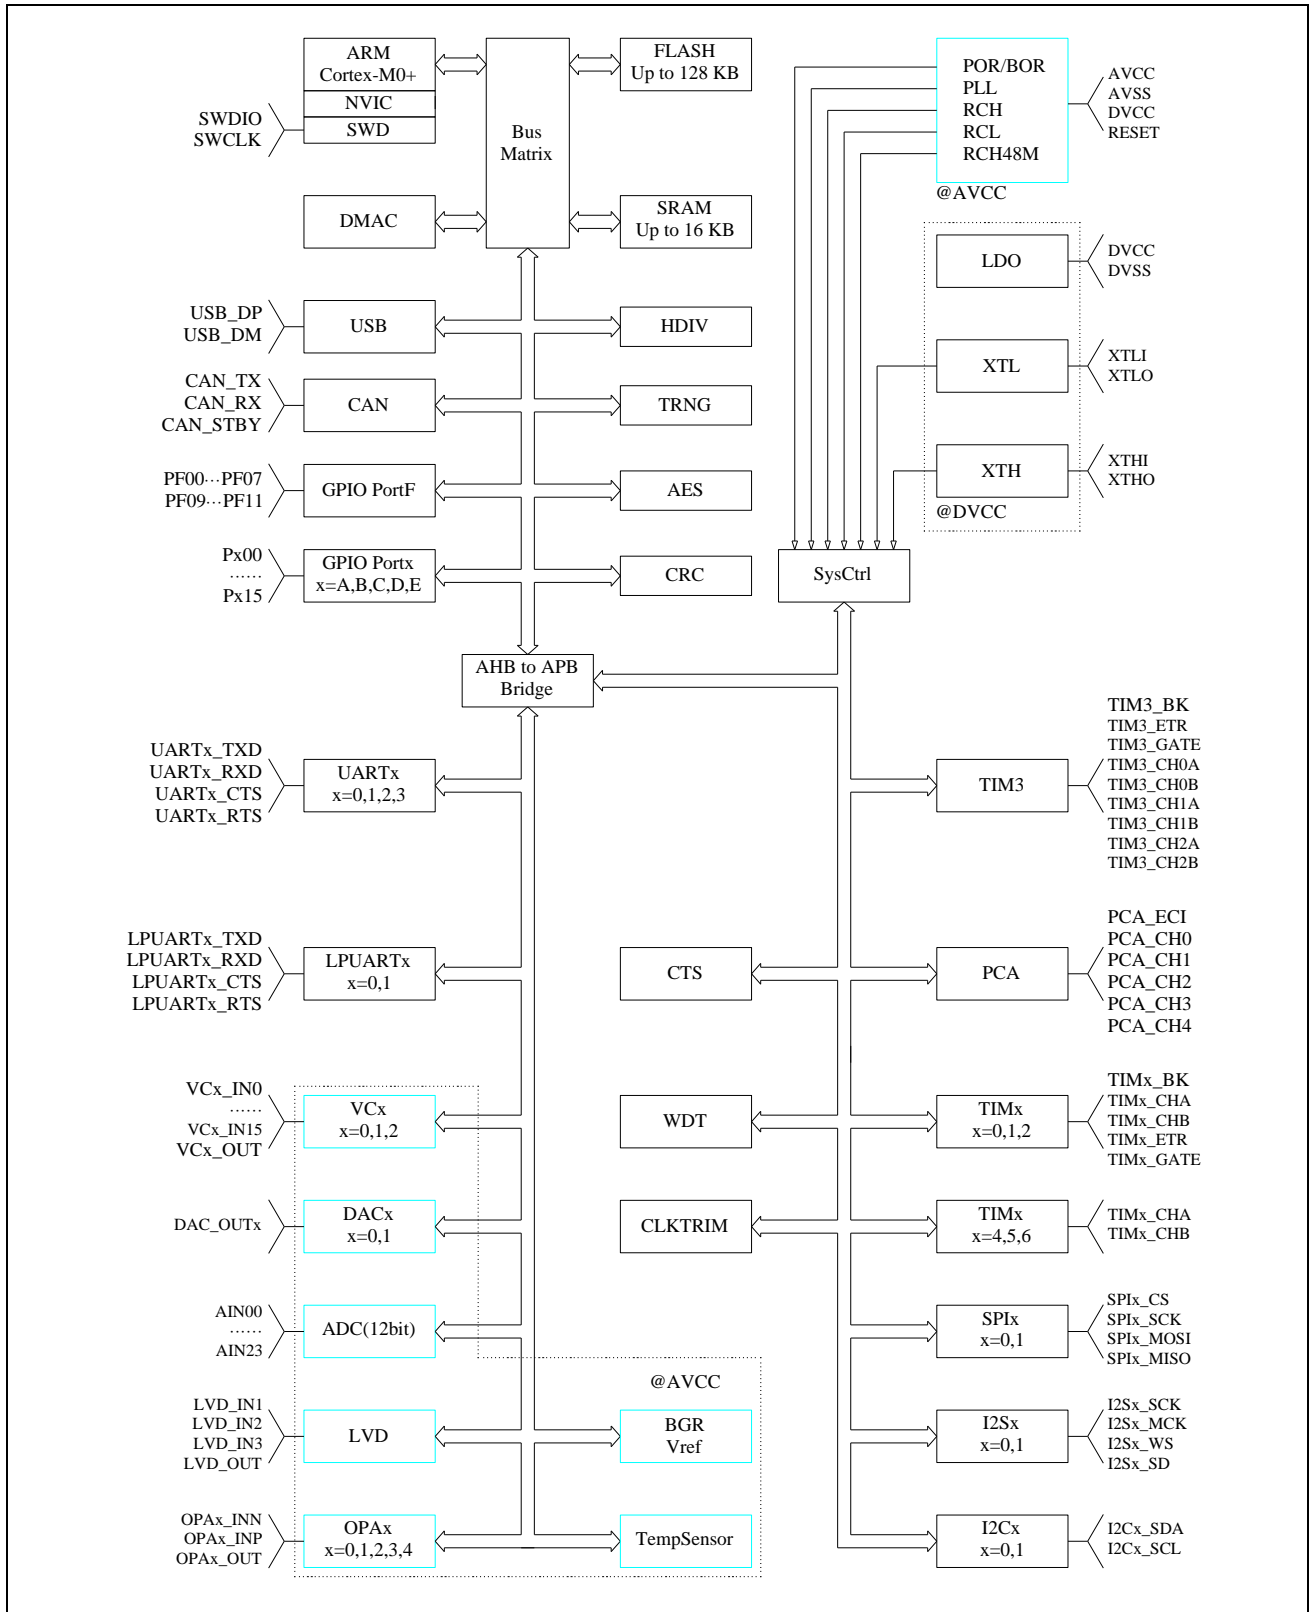 ARM
Cortex-M0+
NVIC
SWD
SWDIO
SWCLK
Bus
Matrix
FLASH
Up to 128 KB
DMAC
SRAM
Up to 16 KB
POR/BOR
PLL
RCH
RCL
RCH48M
@AVCC
AVCC
AVSS
DVCC
RESET
LDO
DVCC
DVSS
XTL
XTLI
XTLO
XTH
XTHI
XTHO
@DVCC
USB_DP
USB_DM
USB
HDIV
CAN_TX
CAN_RX
CAN_STBY
CAN
TRNG
PF00···PF07
PF09···PF11
GPIO PortF
AES
Px00
······
Px15
GPIO Portx
x=A,B,C,D,E
CRC
SysCtrl
AHB to APB
Bridge
UARTx_TXD
UARTx_RXD
UARTx_CTS
UARTx_RTS
UARTx
x=0,1,2,3
TIM3
TIM3_BK
TIM3_ETR
TIM3_GATE
TIM3_CH0A
TIM3_CH0B
TIM3_CH1A
TIM3_CH1B
TIM3_CH2A
TIM3_CH2B
LPUARTx_TXD
LPUARTx_RXD
LPUARTx_CTS
LPUARTx_RTS
LPUARTx
x=0,1
CTS
PCA
PCA_ECI
PCA_CH0
PCA_CH1
PCA_CH2
PCA_CH3
PCA_CH4
VCx_IN0
······
VCx_IN15
VCx_OUT
VCx
x=0,1,2
WDT
TIMx
x=0,1,2
TIMx_BK
TIMx_CHA
TIMx_CHB
TIMx_ETR
TIMx_GATE
DAC_OUTx
DACx
x=0,1
CLKTRIM
TIMx
x=4,5,6
TIMx_CHA
TIMx_CHB
AIN00
······
AIN23
ADC(12bit)
SPIx
x=0,1
SPIx_CS
SPIx_SCK
SPIx_MOSI
SPIx_MISO
@AVCC
LVD_IN1
LVD_IN2
LVD_IN3
LVD_OUT
LVD
BGR
Vref
I2Sx
x=0,1
I2Sx_SCK
I2Sx_MCK
I2Sx_WS
I2Sx_SD
OPAx_INN
OPAx_INP
OPAx_OUT
OPAx
x=0,1,2,3,4
TempSensor
I2Cx
x=0,1
I2Cx_SDA
I2Cx_SCL